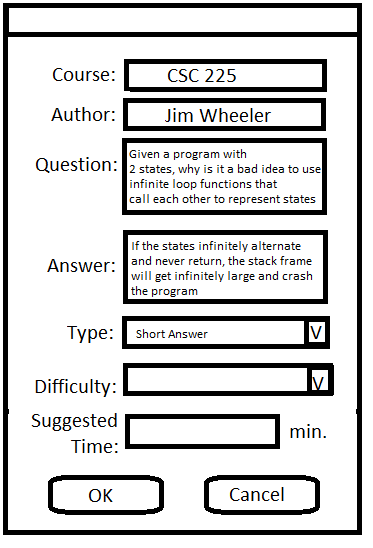 Course: CSC 225
Author: Jim Wheeler
Question: Given a program with
2 states, why is it a bad idea to use
infinite loop functions that
call each other to represent states
Answer: If the states infinitely alternate
and never return, the stack frame
will get infinitely large and crash
the program
Type: Short Answer V
Difficulty: V
Suggested
Time: min.
OK Cancel